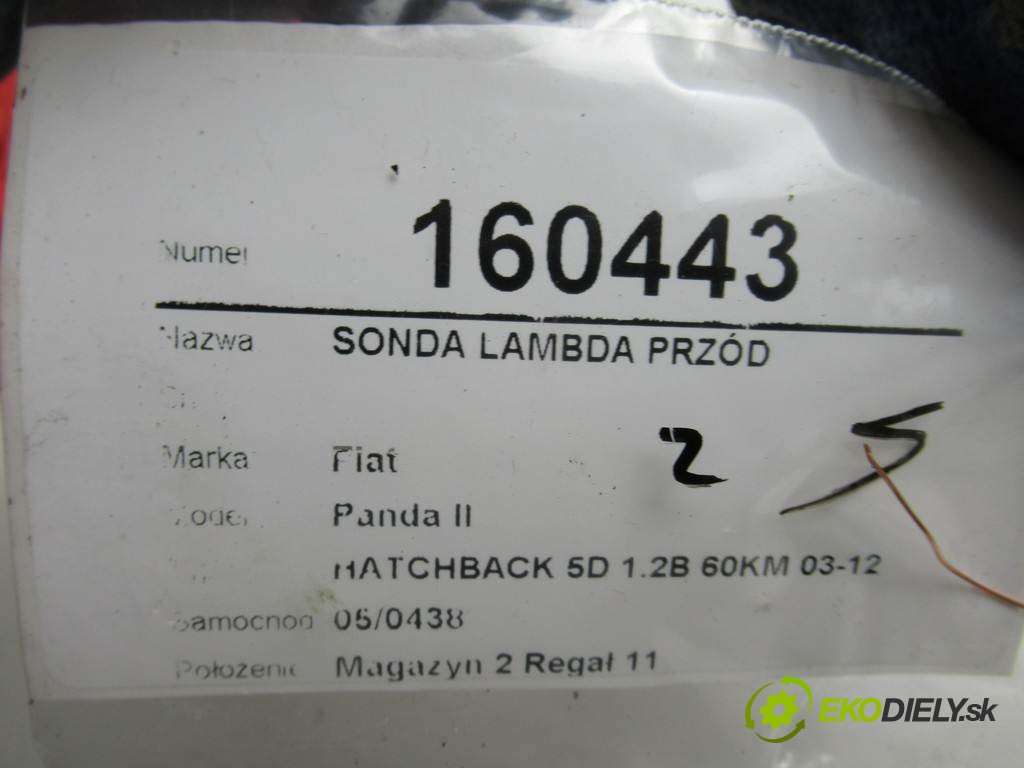 Numer 160443
Nazwa SONDA LAMBDA PRZÓD
Marka Fiat 2 5
Model Panda II
HATCHBACK 5D 1.2B 60KM 03-12
Samochod 05/0438
Położenie Magazyn 2 Regał 11
EKODIELY.sk